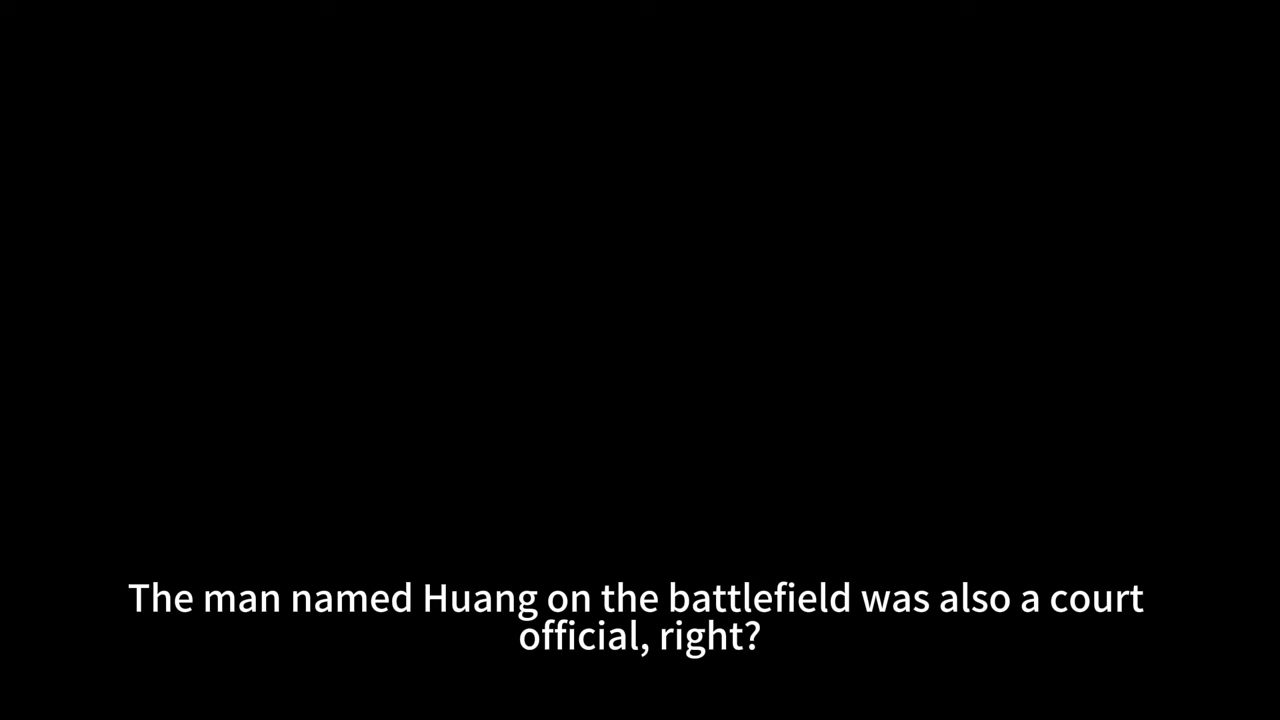 The man named Huang on the battlefield was also a court
official, right?